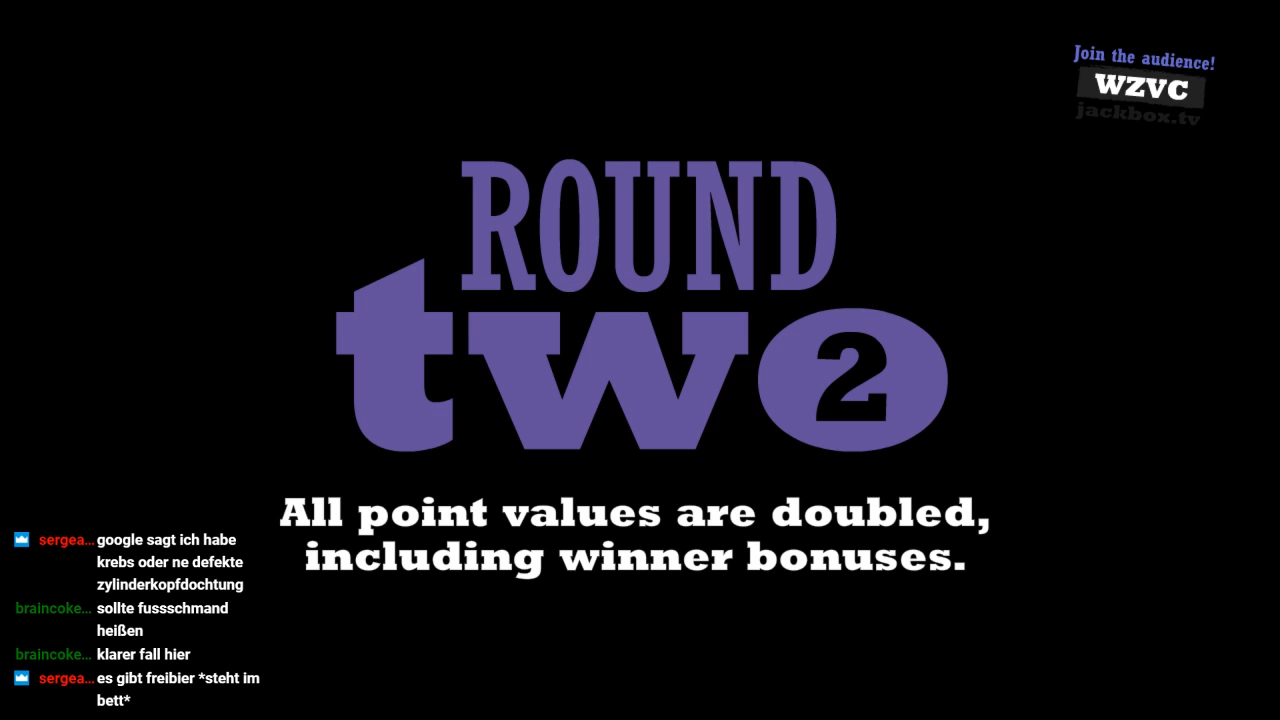 Join the audience!
WZVC
jackbox.tv
ROUND
two
2
All point values are doubled,
including winner bonuses.
sergea... google sagt ich habe
krebs oder ne defekte
zylinderkopfdochtung
braincoke... sollte fussschmand
heißen
braincoke... klarer fall hier
sergea... es gibt freibier *steht im
bett*